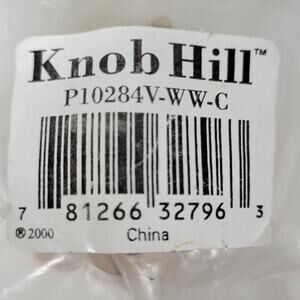 Knob Hill™
P10284V-WW-C
7 81266 32796 3
®2000 China